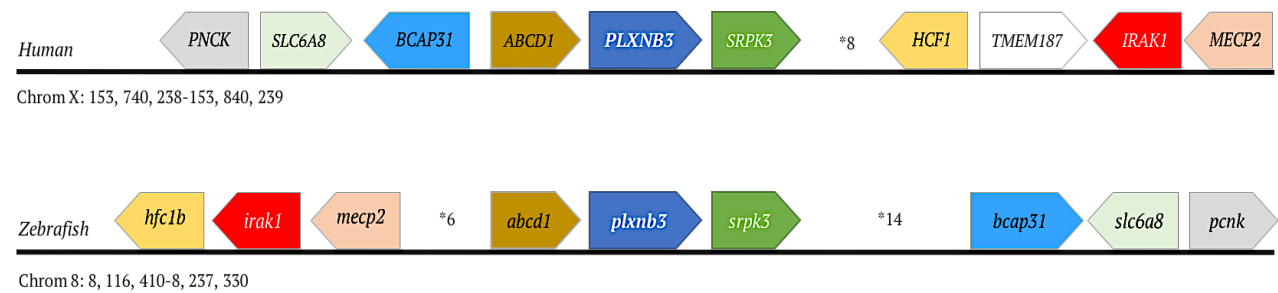 Human PNCK SLC6A8 BCAP31 ABCD1 PLXNB3 SRPK3 *8 HCF1 TMEM187 IRAK1 MECP2
Chrom X: 153, 740, 238-153, 840, 239
Zebrafish hfc1b irak1 mecp2 *6 abcd1 plxnb3 srpk3 *14 bcap31 slc6a8 pcnk
Chrom 8: 8, 116, 410-8, 237, 330